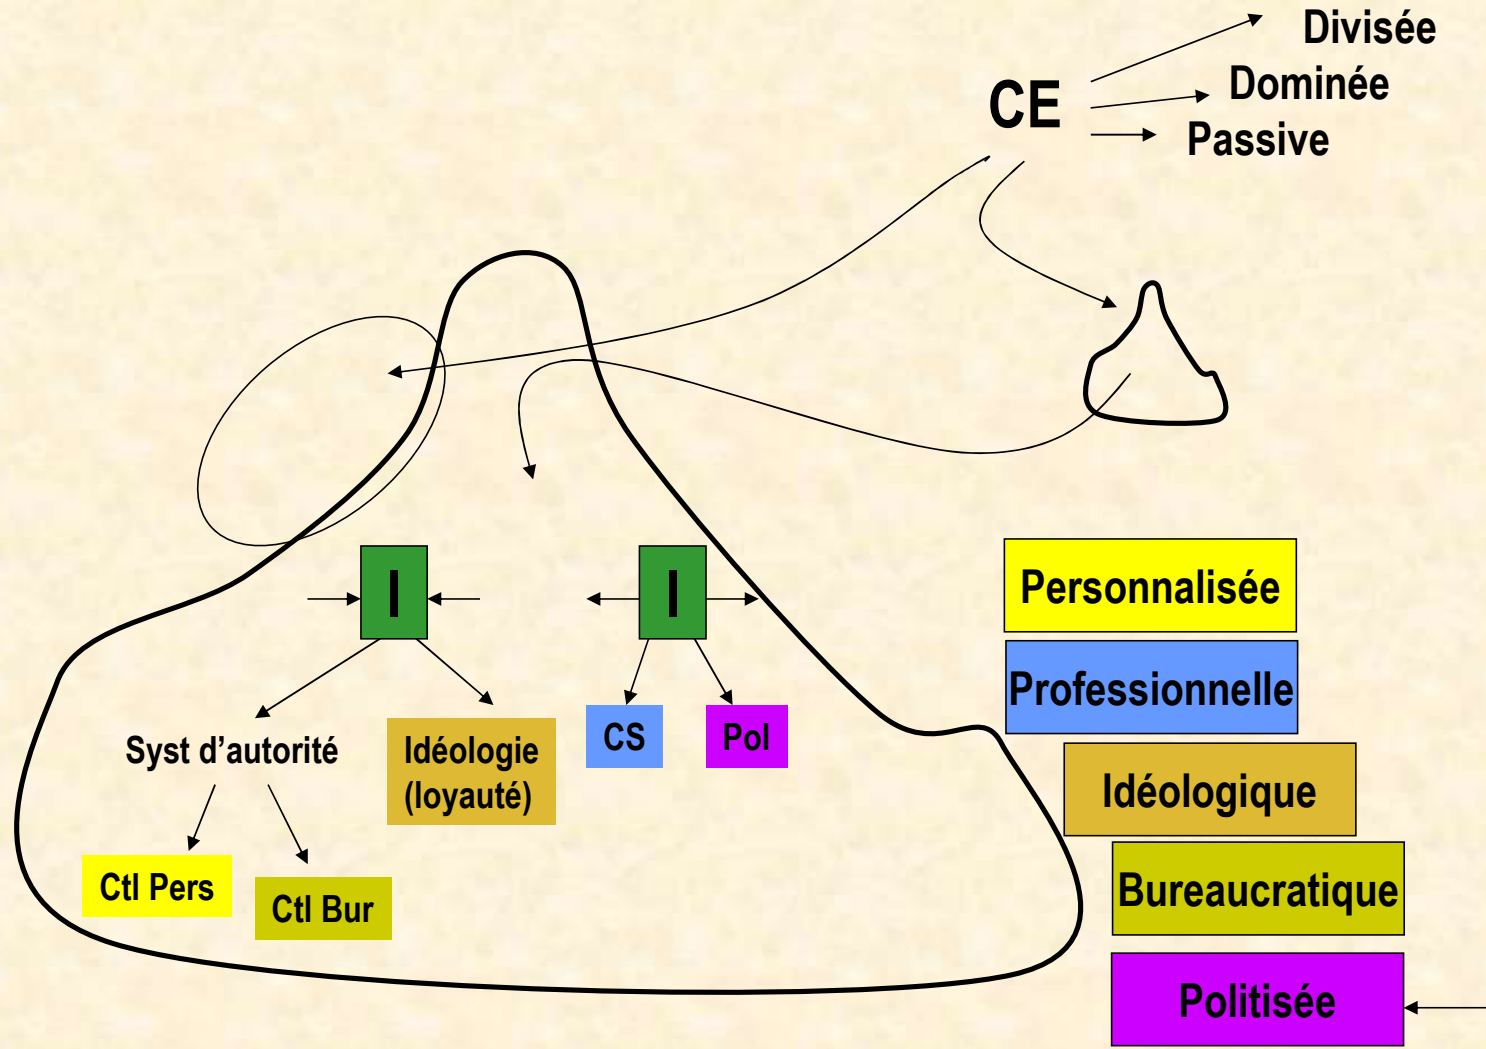 Divisée
Dominée
CE
Passive
I
I
Personnalisée
Professionnelle
Syst d'autorité
Idéologie
(loyauté)
CS
Pol
Idéologique
Ctl Pers
Ctl Bur
Bureaucratique
Politisée